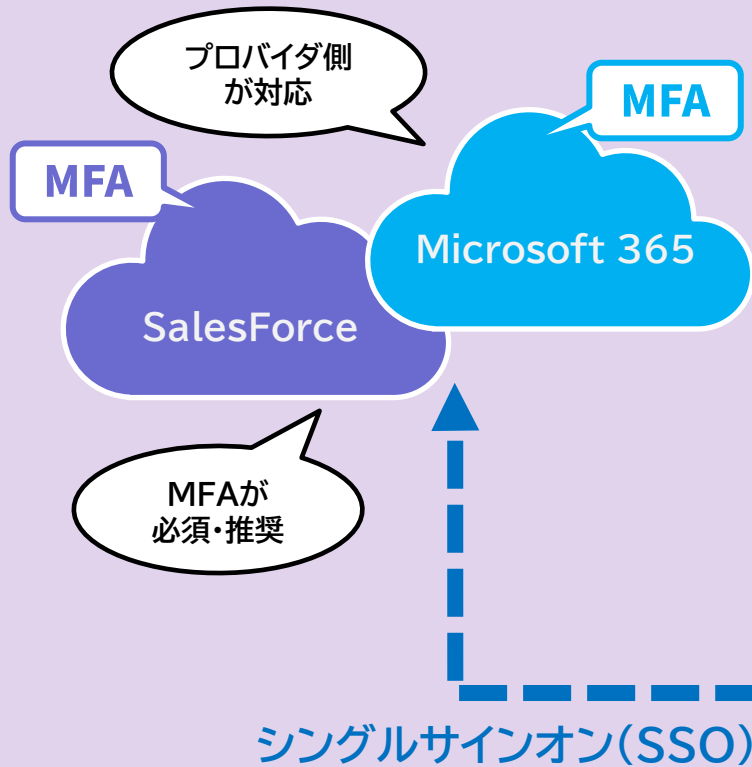 プロバイダ側
が対応
MFA
MFA
Microsoft 365
SalesForce
MFAが
必須・推奨
シングルサインオン(SSO)